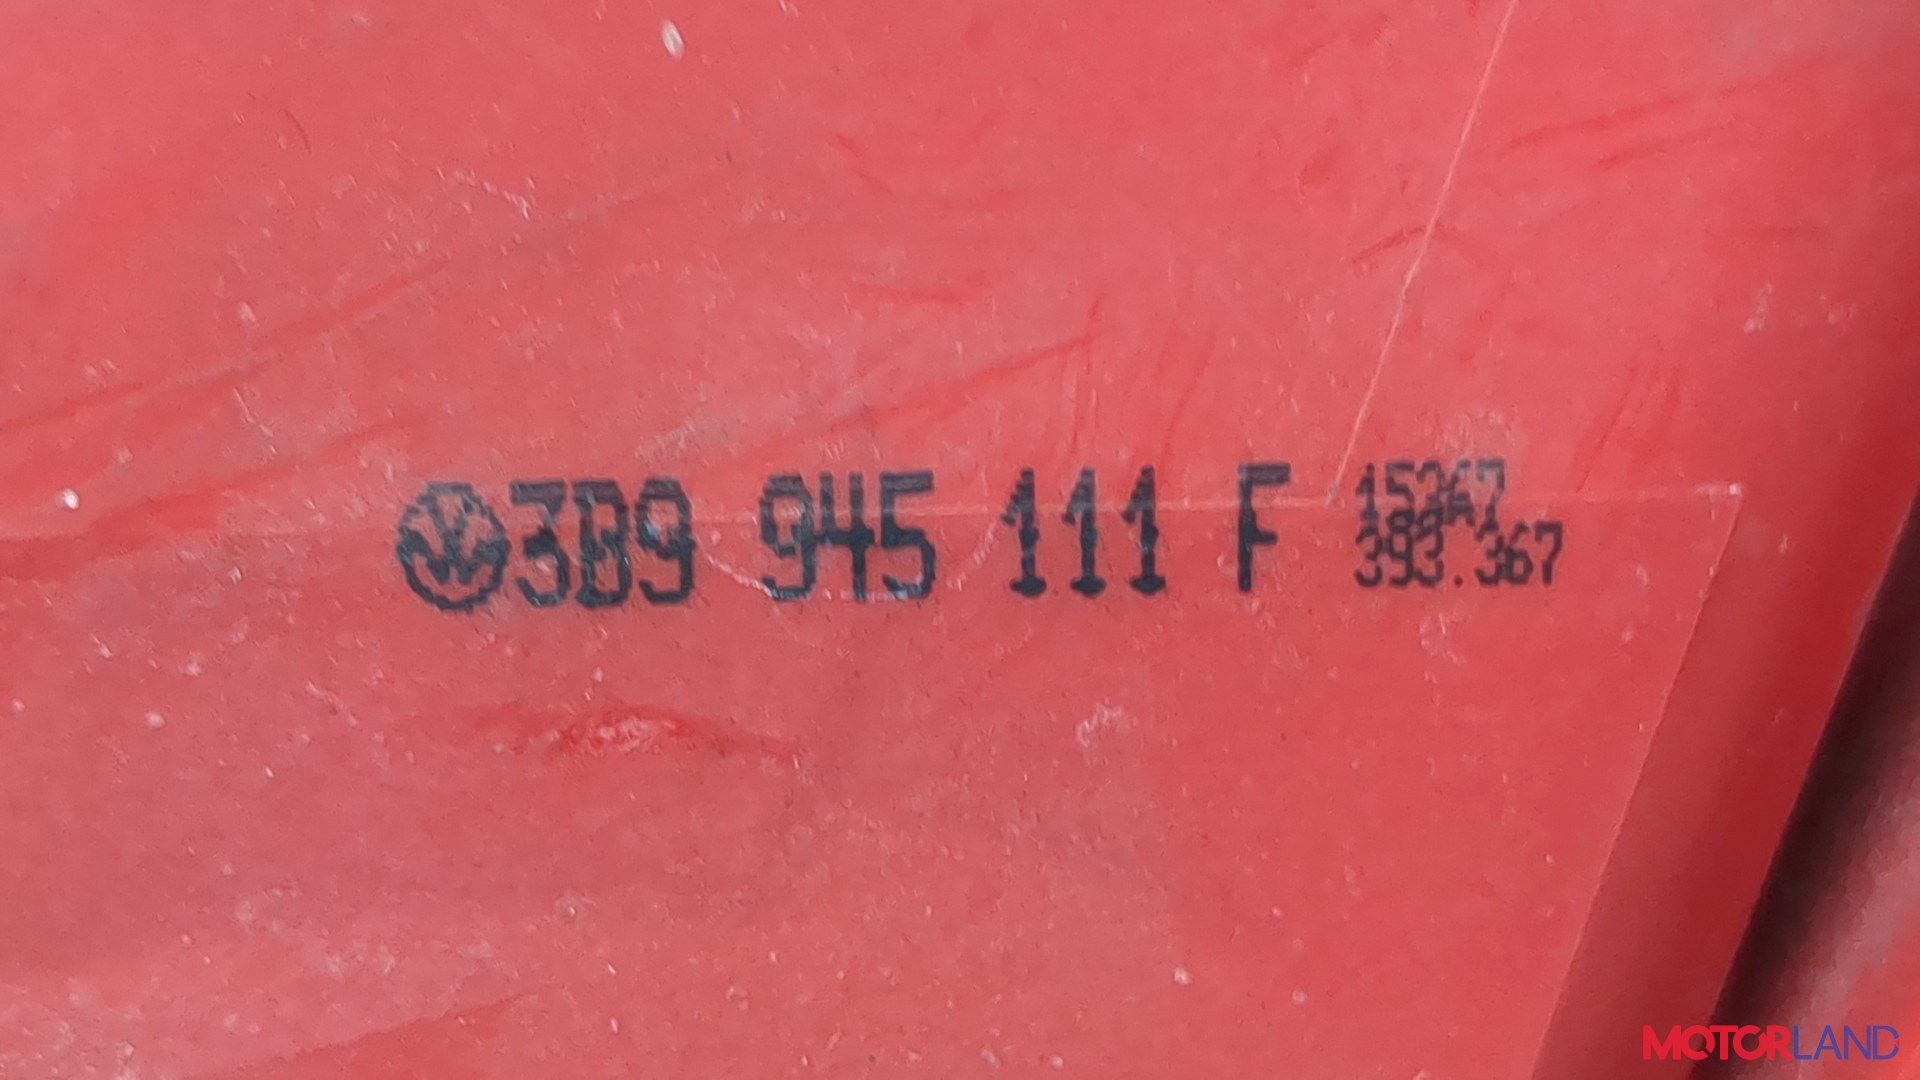 3B9 945 111 F
393.367
MOTORLAND